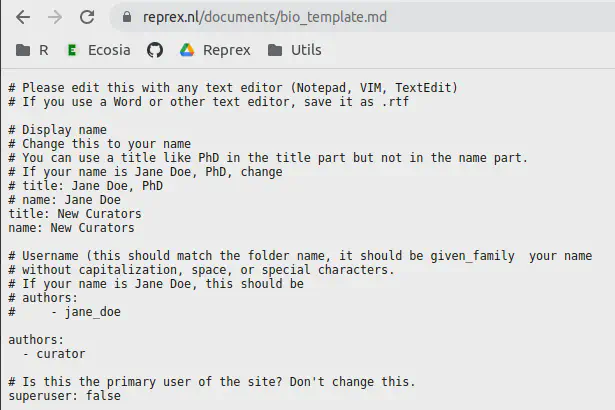 reprex.nl/documents/bio_template.md
R Ecosia Reprex Utils
# Please edit this with any text editor (Notepad, VIM, TextEdit)
# If you use a Word or other text editor, save it as .rtf
# Display name
# Change this to your name
# You can use a title like PhD in the title part but not in the name part.
# If your name is Jane Doe, PhD, change
# title: Jane Doe, PhD
# name: Jane Doe
title: New Curators
name: New Curators
# Username (this should match the folder name, it should be given_family  your name
# without capitalization, space, or special characters.
# If your name is Jane Doe, this should be
# authors:
#     - jane_doe
authors:
  - curator
# Is this the primary user of the site? Don't change this.
superuser: false